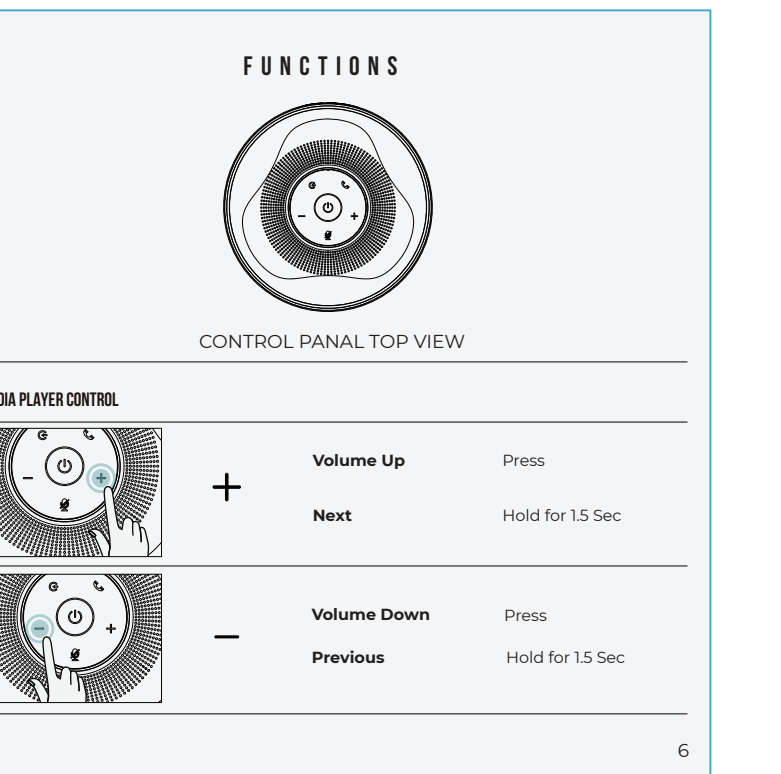 FUNCTIONS
CONTROL PANAL TOP VIEW
DIA PLAYER CONTROL
+ Volume Up Press
Next Hold for 1.5 Sec
− Volume Down Press
Previous Hold for 1.5 Sec
6